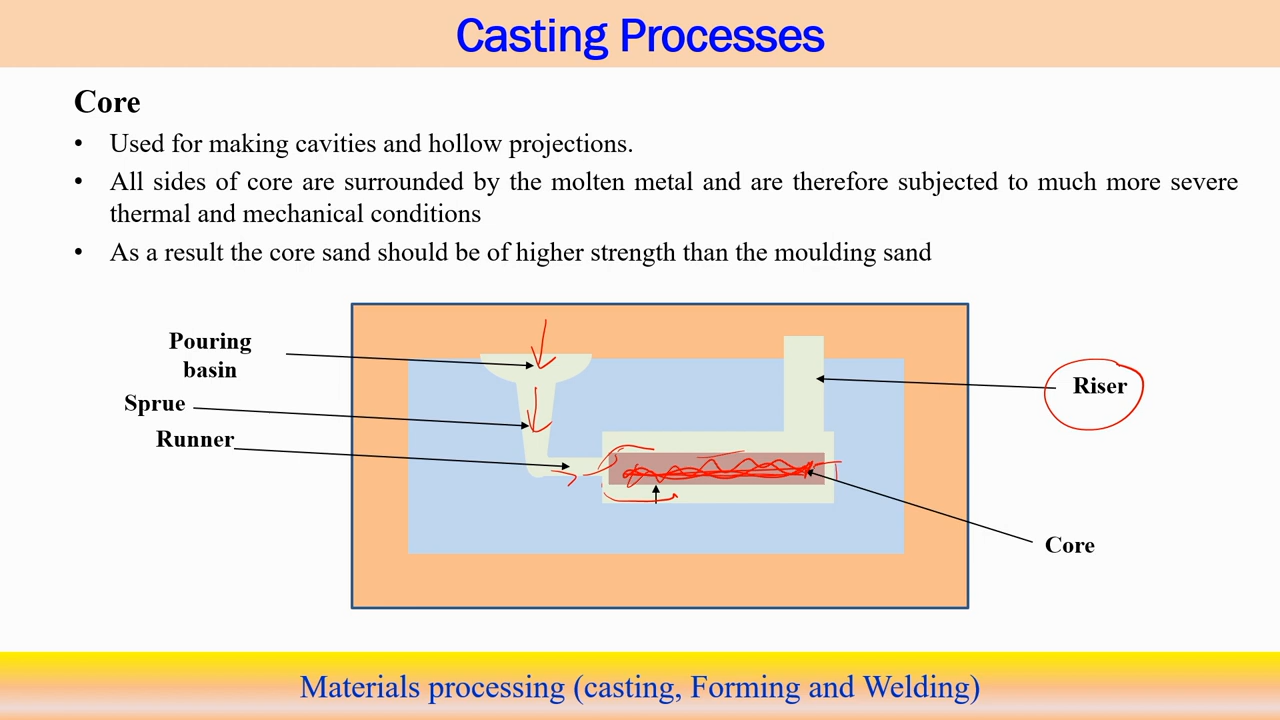 Casting Processes
Core
• Used for making cavities and hollow projections.
• All sides of core are surrounded by the molten metal and are therefore subjected to much more severe
thermal and mechanical conditions
• As a result the core sand should be of higher strength than the moulding sand
Pouring
basin
Sprue
Runner
Riser
Core
Materials processing (casting, Forming and Welding)